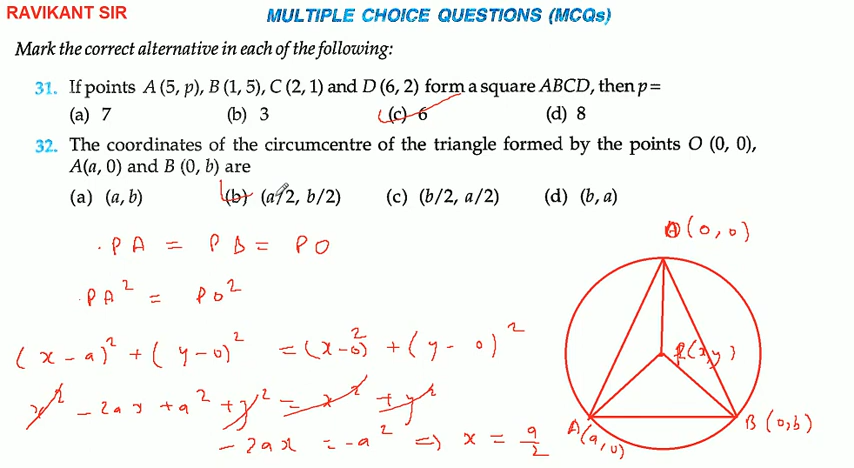 RAVIKANT SIR
MULTIPLE CHOICE QUESTIONS (MCQs)
Mark the correct alternative in each of the following:
31. If points A (5, p), B (1, 5), C (2, 1) and D (6, 2) form a square ABCD, then p =
(a) 7 (b) 3 (c) 6 (d) 8
32. The coordinates of the circumcentre of the triangle formed by the points O (0, 0),
A(a, 0) and B (0, b) are
(a) (a, b) (b) (a/2, b/2) (c) (b/2, a/2) (d) (b, a)
. PA = PB = PO
. PA² = PO²
(x-a)² + (y-0)² = (x-0)² + (y-0)²
x² - 2ax + a² + y² = x² + y²
- 2ax = -a² ⇒ x = a/2
(0,0)
(x,y)
A(a,0)
B(0,b)